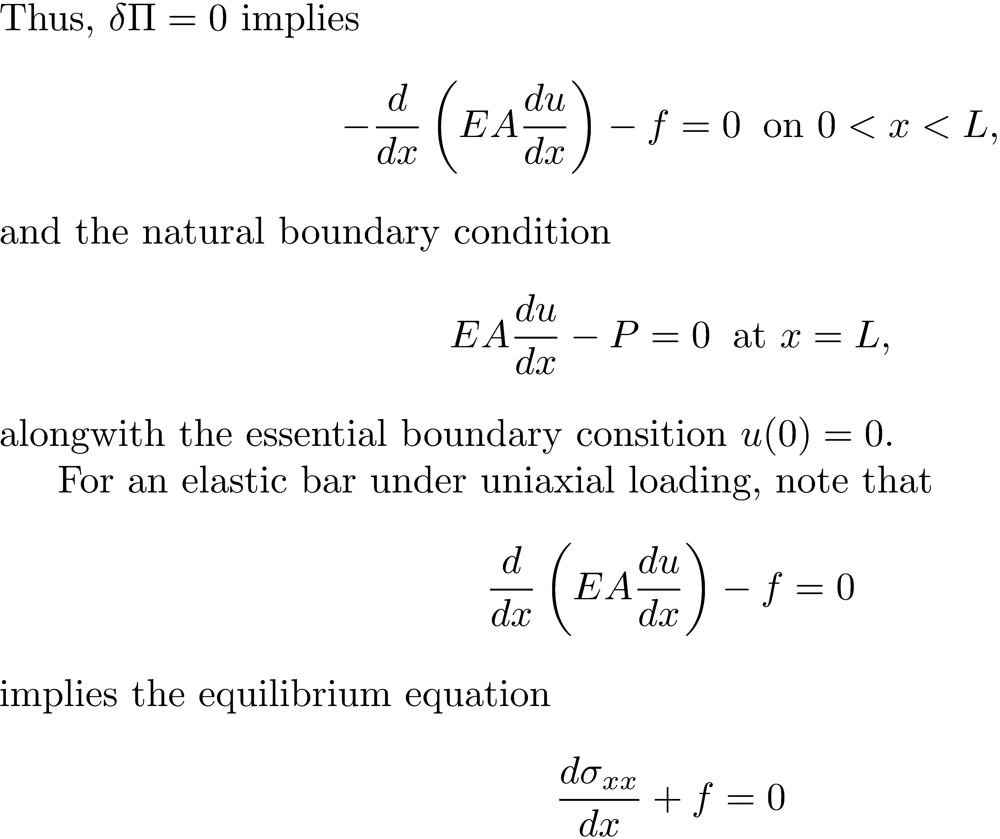 Thus, $\delta\Pi = 0$ implies
$$-\frac{d}{dx}\left(EA\frac{du}{dx}\right) - f = 0 \text{ on } 0 < x < L,$$
and the natural boundary condition
$$EA\frac{du}{dx} - P = 0 \text{ at } x = L,$$
alongwith the essential boundary consition $u(0) = 0$.
For an elastic bar under uniaxial loading, note that
$$\frac{d}{dx}\left(EA\frac{du}{dx}\right) - f = 0$$
implies the equilibrium equation
$$\frac{d\sigma_{xx}}{dx} + f = 0$$